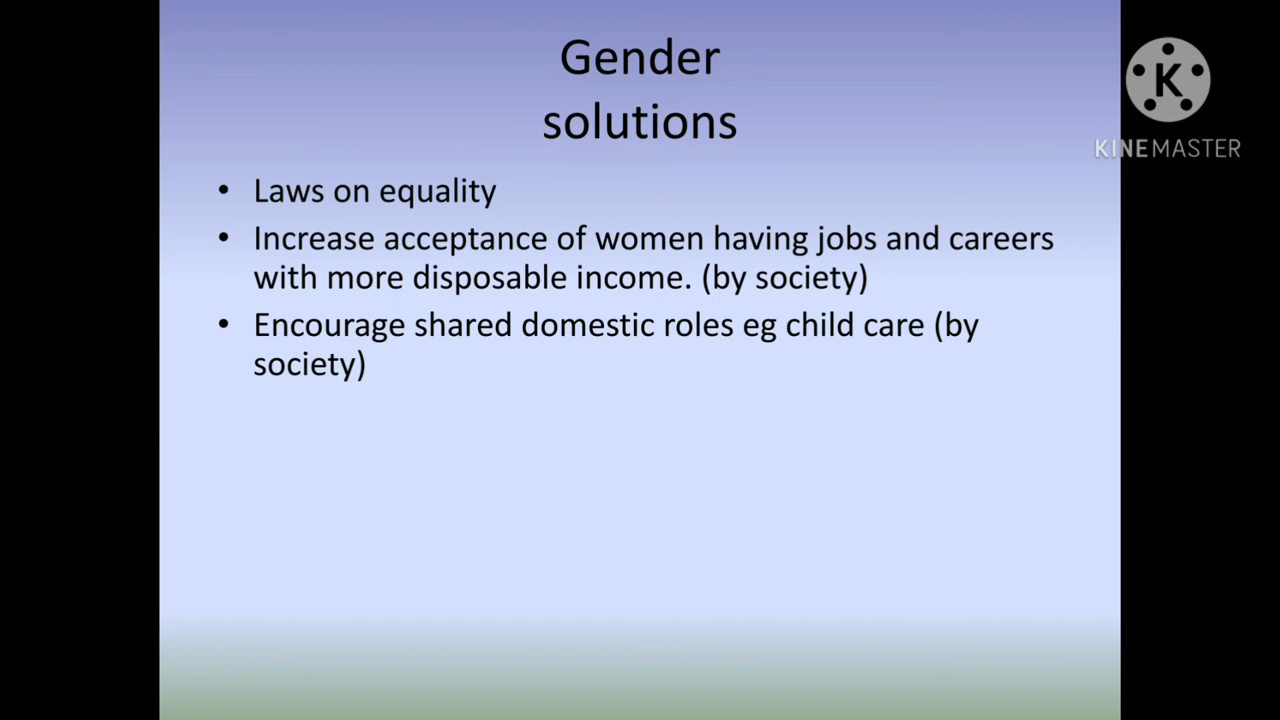 Gender
solutions
• Laws on equality
• Increase acceptance of women having jobs and careers
with more disposable income. (by society)
• Encourage shared domestic roles eg child care (by
society)
K
KINEMASTER